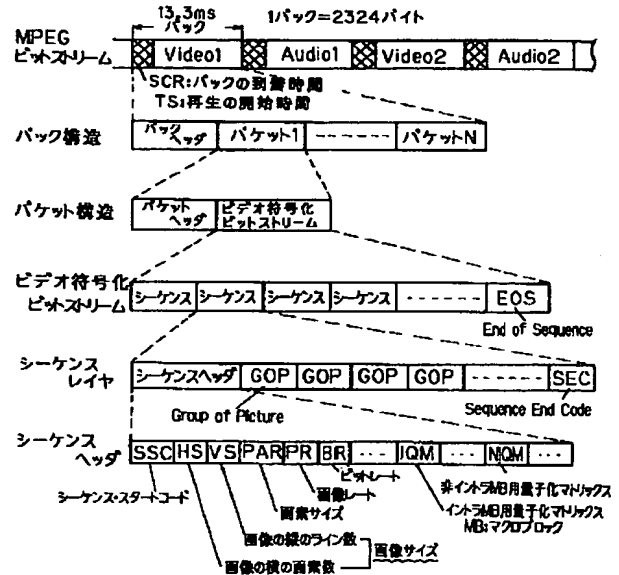 13.3ms
パック
1パック=2324バイト
MPEG
ビットストリーム
Video1
Audio1
Video2
Audio2
SCR:パックの到着時間
TS:再生の開始時間
パック構造
パック
ヘッダ
パケット1
パケットN
パケット構造
パケット
ヘッダ
ビデオ符号化
ビットストリーム
ビデオ符号化
ビットストリーム
シーケンス
シーケンス
シーケンス
シーケンス
EOS
End of Sequence
シーケンス
レイヤ
シーケンスヘッダ
GOP
GOP
GOP
GOP
SEC
Group of Picture
Sequence End Code
シーケンス
ヘッダ
SSC
HS
VS
PAR
PR
BR
...
IQM
...
NQM
...
シーケンス・スタートコード
ビットレート
画像レート
画素サイズ
非イントラMB用量子化マトリックス
イントラMB用量子化マトリックス
MB:マクロブロック
画像の縦のライン数
画像サイズ
画像の横の画素数